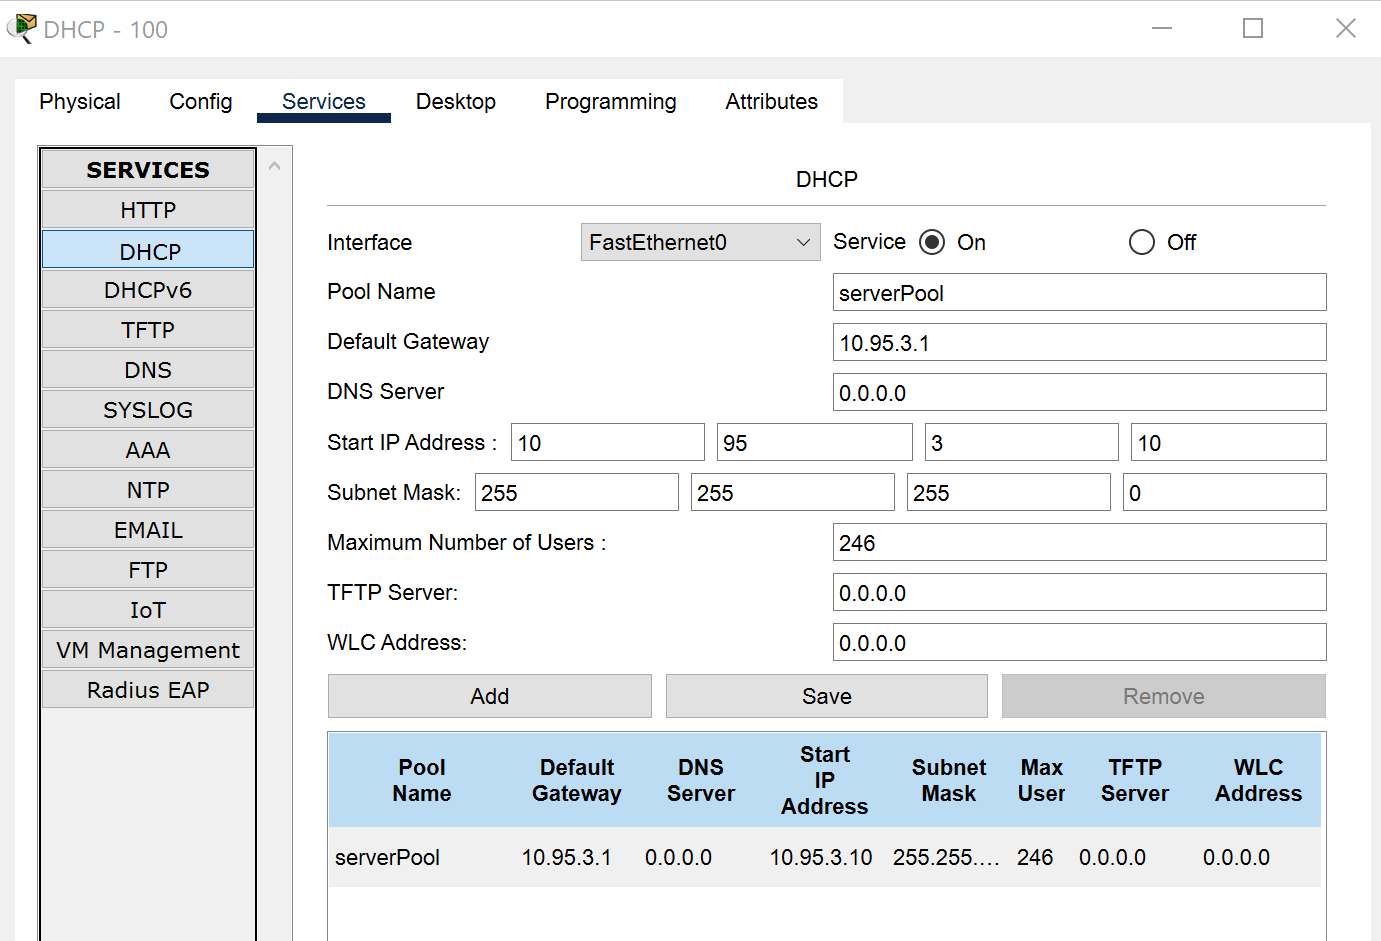 DHCP - 100
Physical Config Services Desktop Programming Attributes
SERVICES
HTTP
DHCP
DHCPv6
TFTP
DNS
SYSLOG
AAA
NTP
EMAIL
FTP
IoT
VM Management
Radius EAP
DHCP
Interface FastEthernet0 Service On Off
Pool Name serverPool
Default Gateway 10.95.3.1
DNS Server 0.0.0.0
Start IP Address : 10 95 3 10
Subnet Mask: 255 255 255 0
Maximum Number of Users : 246
TFTP Server: 0.0.0.0
WLC Address: 0.0.0.0
Add Save Remove
Pool Name Default Gateway DNS Server Start IP Address Subnet Mask Max User TFTP Server WLC Address
serverPool 10.95.3.1 0.0.0.0 10.95.3.10 255.255.... 246 0.0.0.0 0.0.0.0